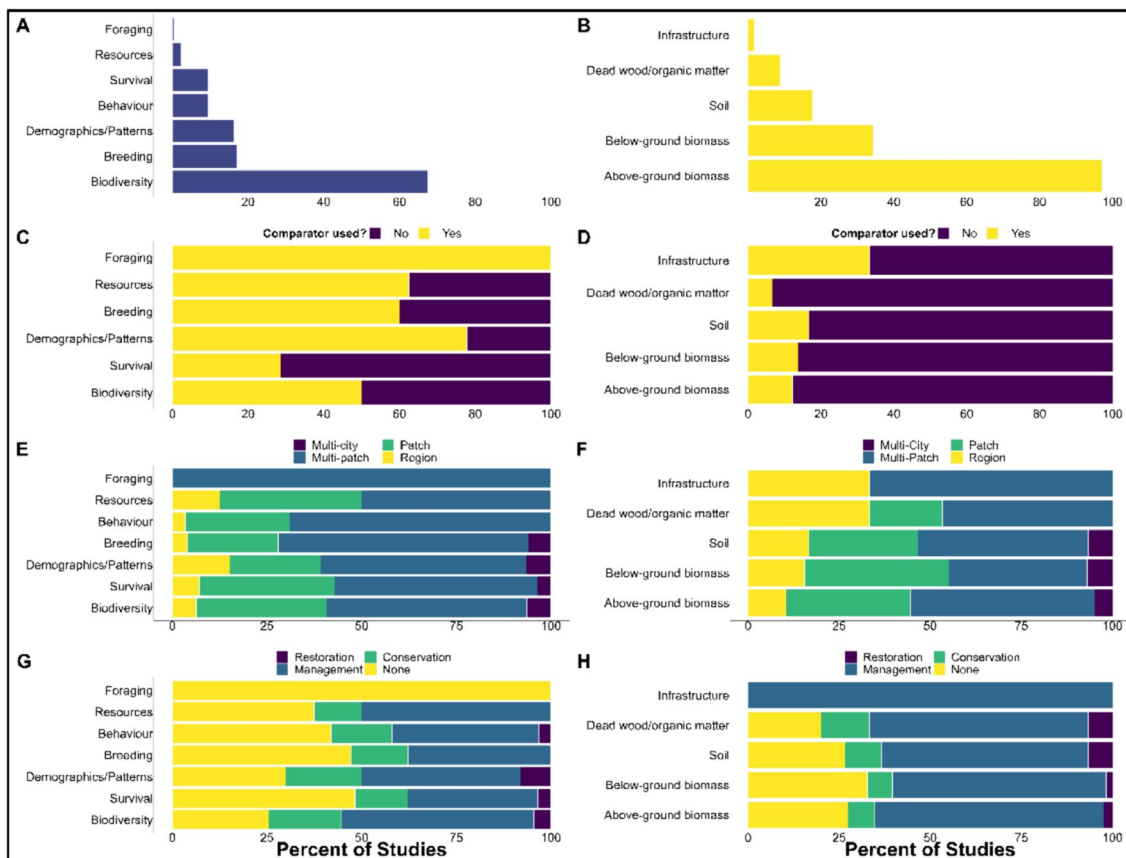 A
Foraging
Resources
Survival
Behaviour
Demographics/Patterns
Breeding
Biodiversity
0 20 40 60 80 100
B
Infrastructure
Dead wood/organic matter
Soil
Below-ground biomass
Above-ground biomass
20 40 60 80 100
C
Comparator used? No Yes
Foraging
Resources
Breeding
Demographics/Patterns
Survival
Biodiversity
0 20 40 60 80 100
D
Comparator used? No Yes
Infrastructure
Dead wood/organic matter
Soil
Below-ground biomass
Above-ground biomass
0 20 40 60 80 100
E
Multi-city Patch
Multi-patch Region
Foraging
Resources
Behaviour
Breeding
Demographics/Patterns
Survival
Biodiversity
0 25 50 75 100
F
Multi-City Patch
Multi-Patch Region
Infrastructure
Dead wood/organic matter
Soil
Below-ground biomass
Above-ground biomass
0 25 50 75 100
G
Restoration Conservation
Management None
Foraging
Resources
Behaviour
Breeding
Demographics/Patterns
Survival
Biodiversity
0 25 50 75 100
Percent of Studies
H
Restoration Conservation
Management None
Infrastructure
Dead wood/organic matter
Soil
Below-ground biomass
Above-ground biomass
0 25 50 75 100
Percent of Studies